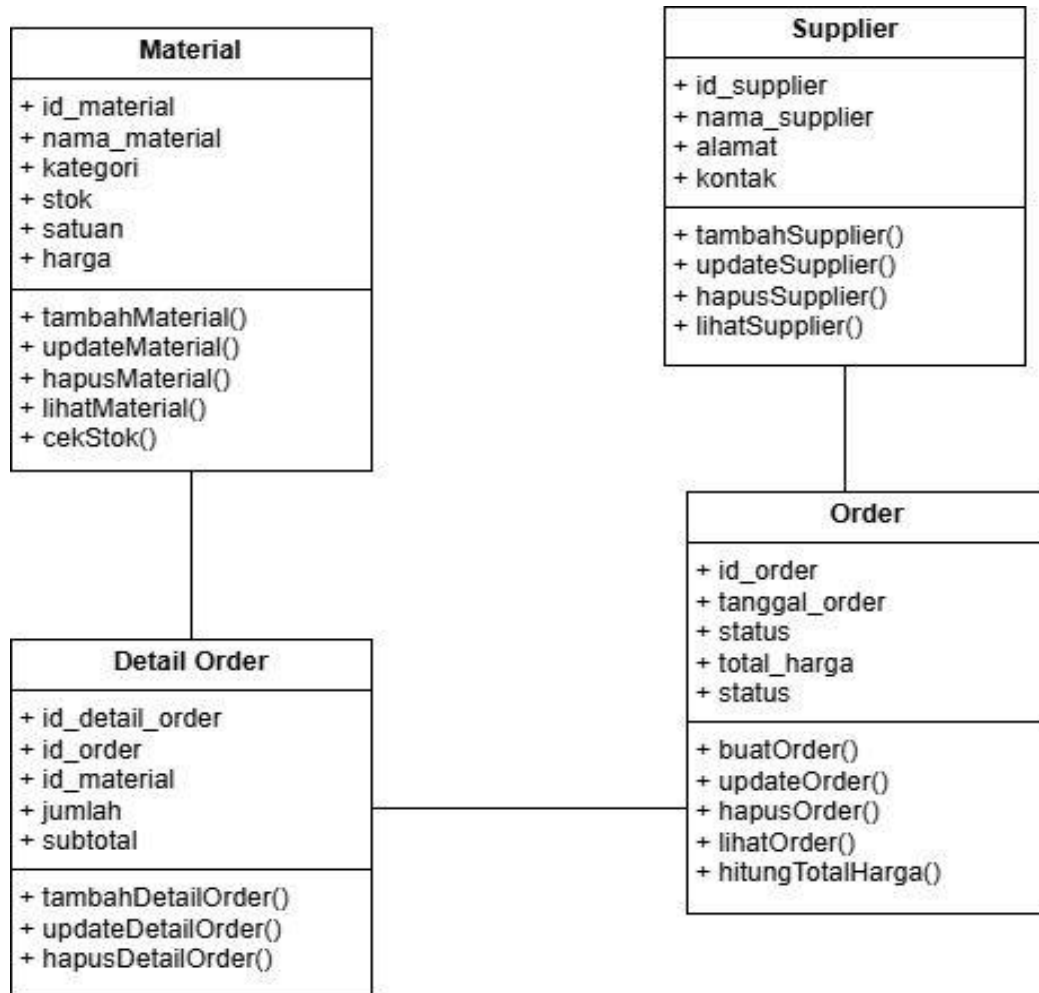 Material
+ id_material
+ nama_material
+ kategori
+ stok
+ satuan
+ harga
+ tambahMaterial()
+ updateMaterial()
+ hapusMaterial()
+ lihatMaterial()
+ cekStok()
Supplier
+ id_supplier
+ nama_supplier
+ alamat
+ kontak
+ tambahSupplier()
+ updateSupplier()
+ hapusSupplier()
+ lihatSupplier()
Detail Order
+ id_detail_order
+ id_order
+ id_material
+ jumlah
+ subtotal
+ tambahDetailOrder()
+ updateDetailOrder()
+ hapusDetailOrder()
Order
+ id_order
+ tanggal_order
+ status
+ total_harga
+ status
+ buatOrder()
+ updateOrder()
+ hapusOrder()
+ lihatOrder()
+ hitungTotalHarga()